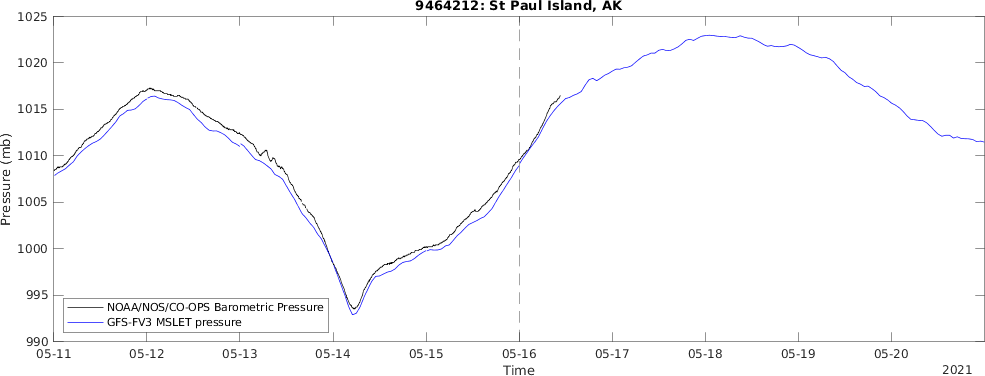 9464212: St Paul Island, AK
Pressure (mb)
1025
1020
1015
1010
1005
1000
995
990
NOAA/NOS/CO-OPS Barometric Pressure
GFS-FV3 MSLET pressure
05-11 05-12 05-13 05-14 05-15 05-16 05-17 05-18 05-19 05-20
Time
2021